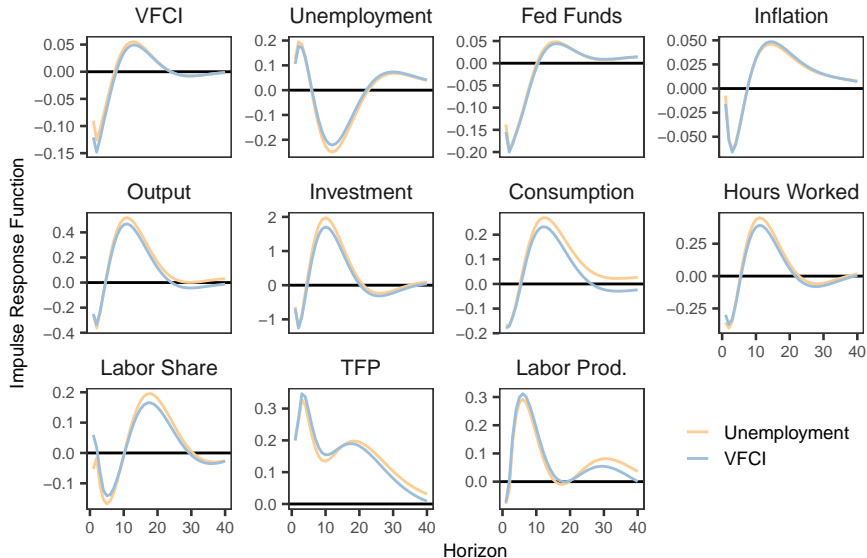 VFCI
Unemployment
Fed Funds
Inflation
0.05
0.00
−0.05
−0.10
−0.15
0.2
0.1
0.0
−0.1
−0.2
0.05
0.00
−0.05
−0.10
−0.15
−0.20
0.050
0.025
0.000
−0.025
−0.050
Impulse Response Function
Output
Investment
Consumption
Hours Worked
0.4
0.2
0.0
−0.2
−0.4
2
1
0
−1
0.2
0.1
0.0
−0.1
−0.2
0.25
0.00
−0.25
0 10 20 30 40
Labor Share
TFP
Labor Prod.
0.2
0.1
0.0
−0.1
0.3
0.2
0.1
0.0
0.3
0.2
0.1
0.0
0 10 20 30 40
0 10 20 30 40
0 10 20 30 40
Unemployment
VFCI
Horizon